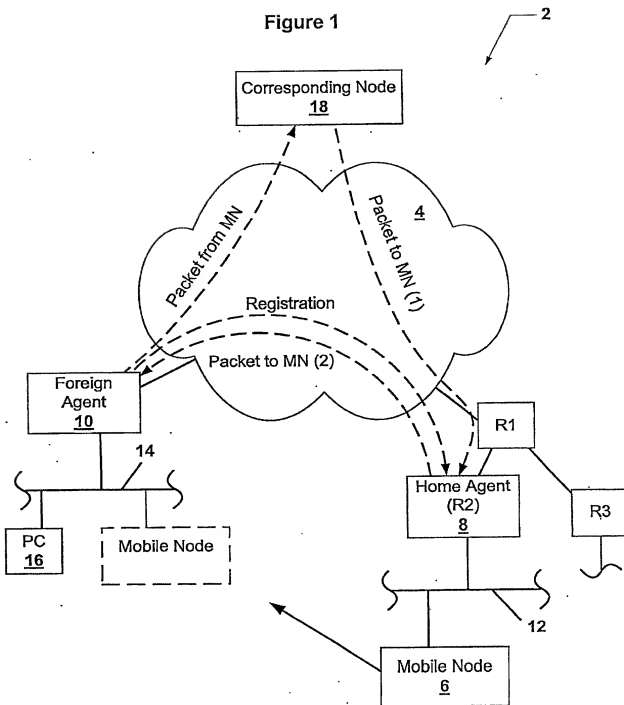 Figure 1
2
Corresponding Node
18
4
Packet from MN
Packet to MN (1)
Registration
Packet to MN (2)
Foreign
Agent
10
R1
14
Home Agent
(R2)
8
R3
PC
16
Mobile Node
12
Mobile Node
6